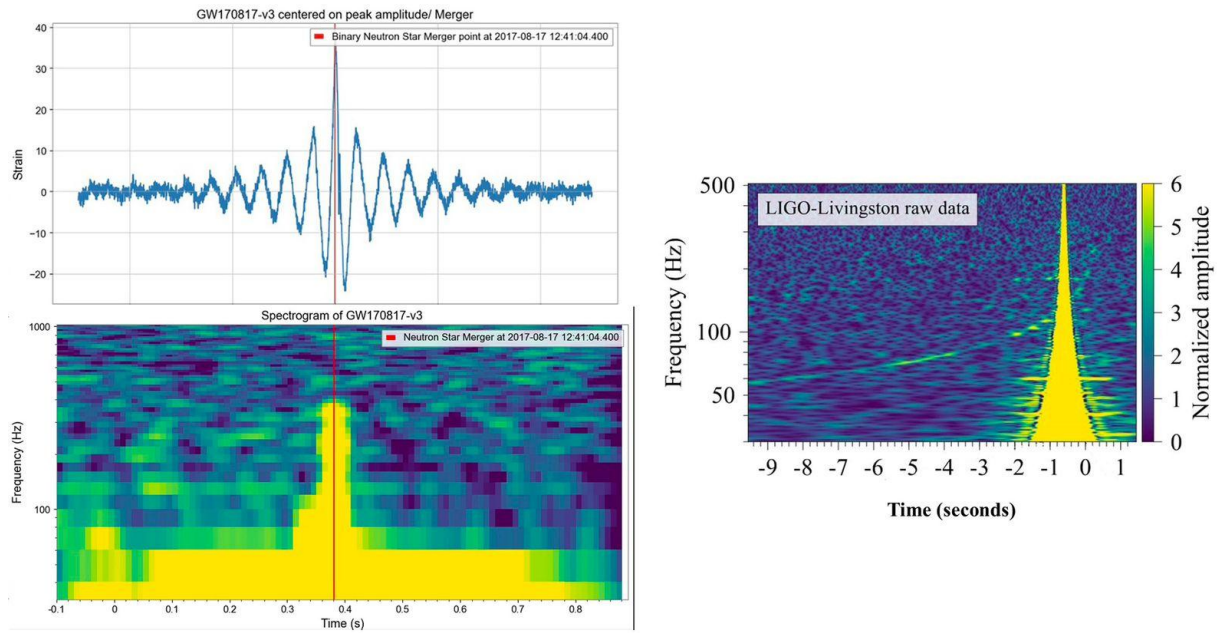 GW170817-v3 centered on peak amplitude/ Merger
Binary Neutron Star Merger point at 2017-08-17 12:41:04.400
40
30
20
10
0
−10
−20
Strain
Spectrogram of GW170817-v3
Neutron Star Merger at 2017-08-17 12:41:04.400
1000
100
Frequency (Hz)
-0.1 0 0.1 0.2 0.3 0.4 0.5 0.6 0.7 0.8
Time (s)
LIGO-Livingston raw data
500
100
50
Frequency (Hz)
-9 -8 -7 -6 -5 -4 -3 -2 -1 0 1
Time (seconds)
6
5
4
3
2
1
0
Normalized amplitude